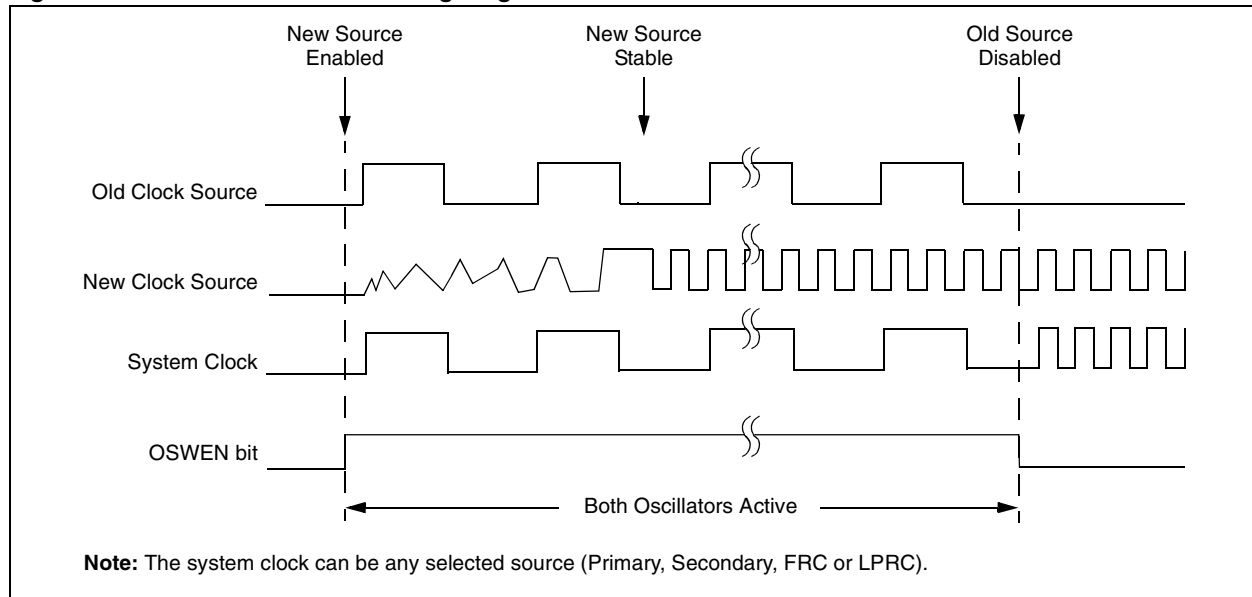 New Source
Enabled
New Source
Stable
Old Source
Disabled
Old Clock Source
New Clock Source
System Clock
OSWEN bit
Both Oscillators Active
Note: The system clock can be any selected source (Primary, Secondary, FRC or LPRC).